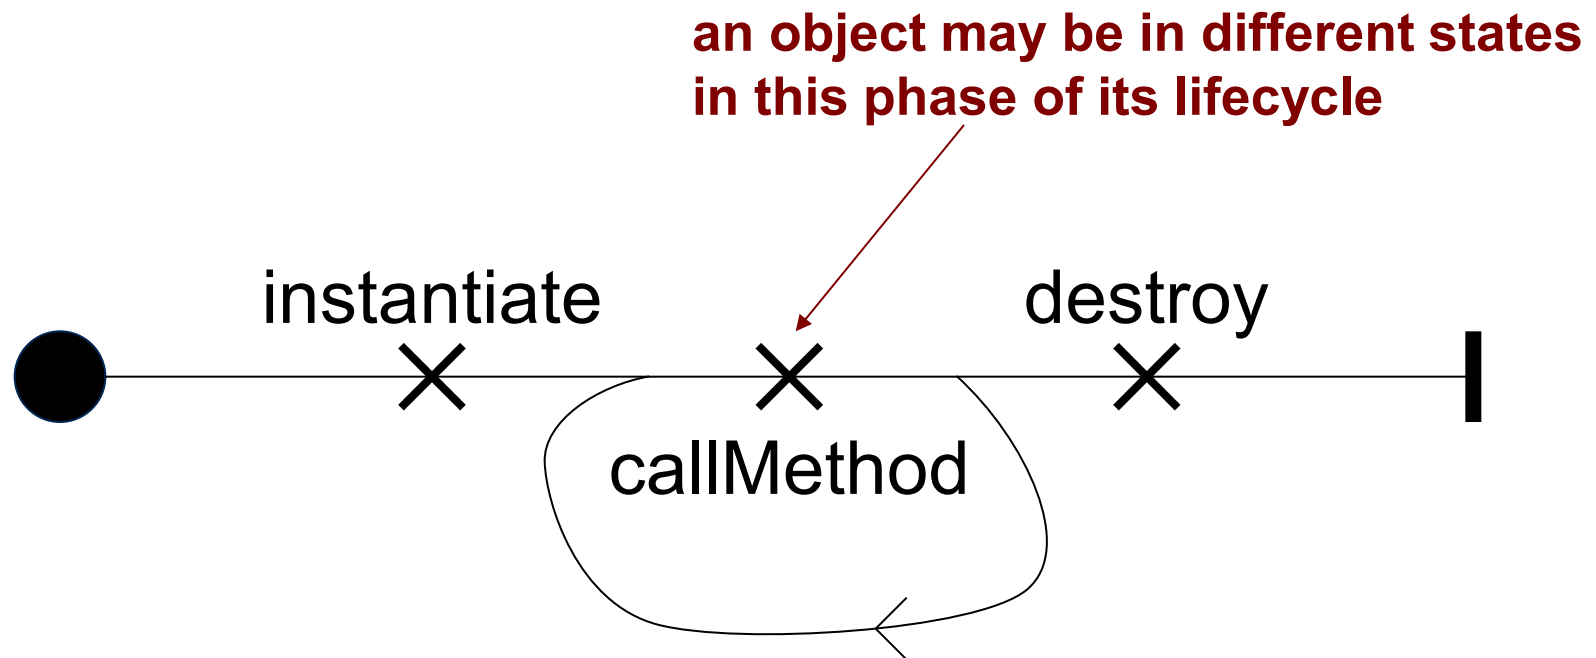 an object may be in different states
in this phase of its lifecycle
instantiate
destroy
callMethod